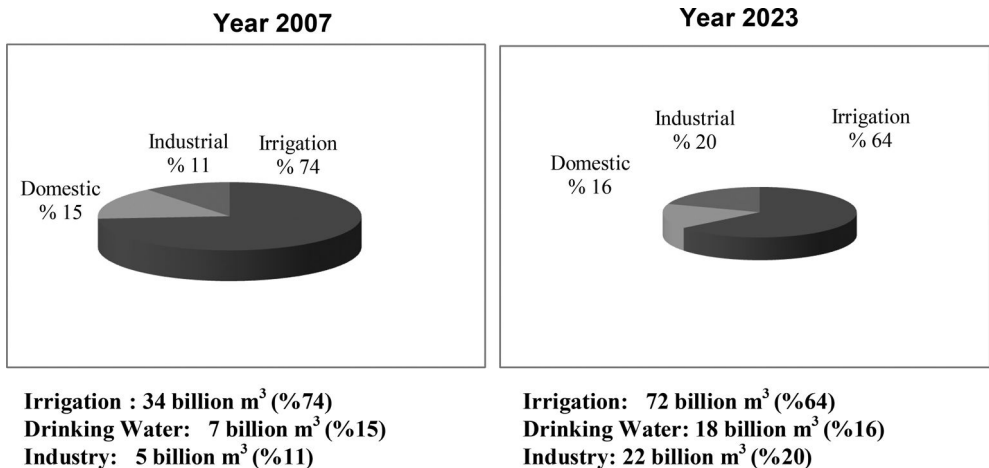 Year 2007
Industrial
% 11
Irrigation
% 74
Domestic
% 15
Irrigation : 34 billion m³ (%74)
Drinking Water: 7 billion m³ (%15)
Industry: 5 billion m³ (%11)
Year 2023
Industrial
% 20
Irrigation
% 64
Domestic
% 16
Irrigation: 72 billion m³ (%64)
Drinking Water: 18 billion m³ (%16)
Industry: 22 billion m³ (%20)